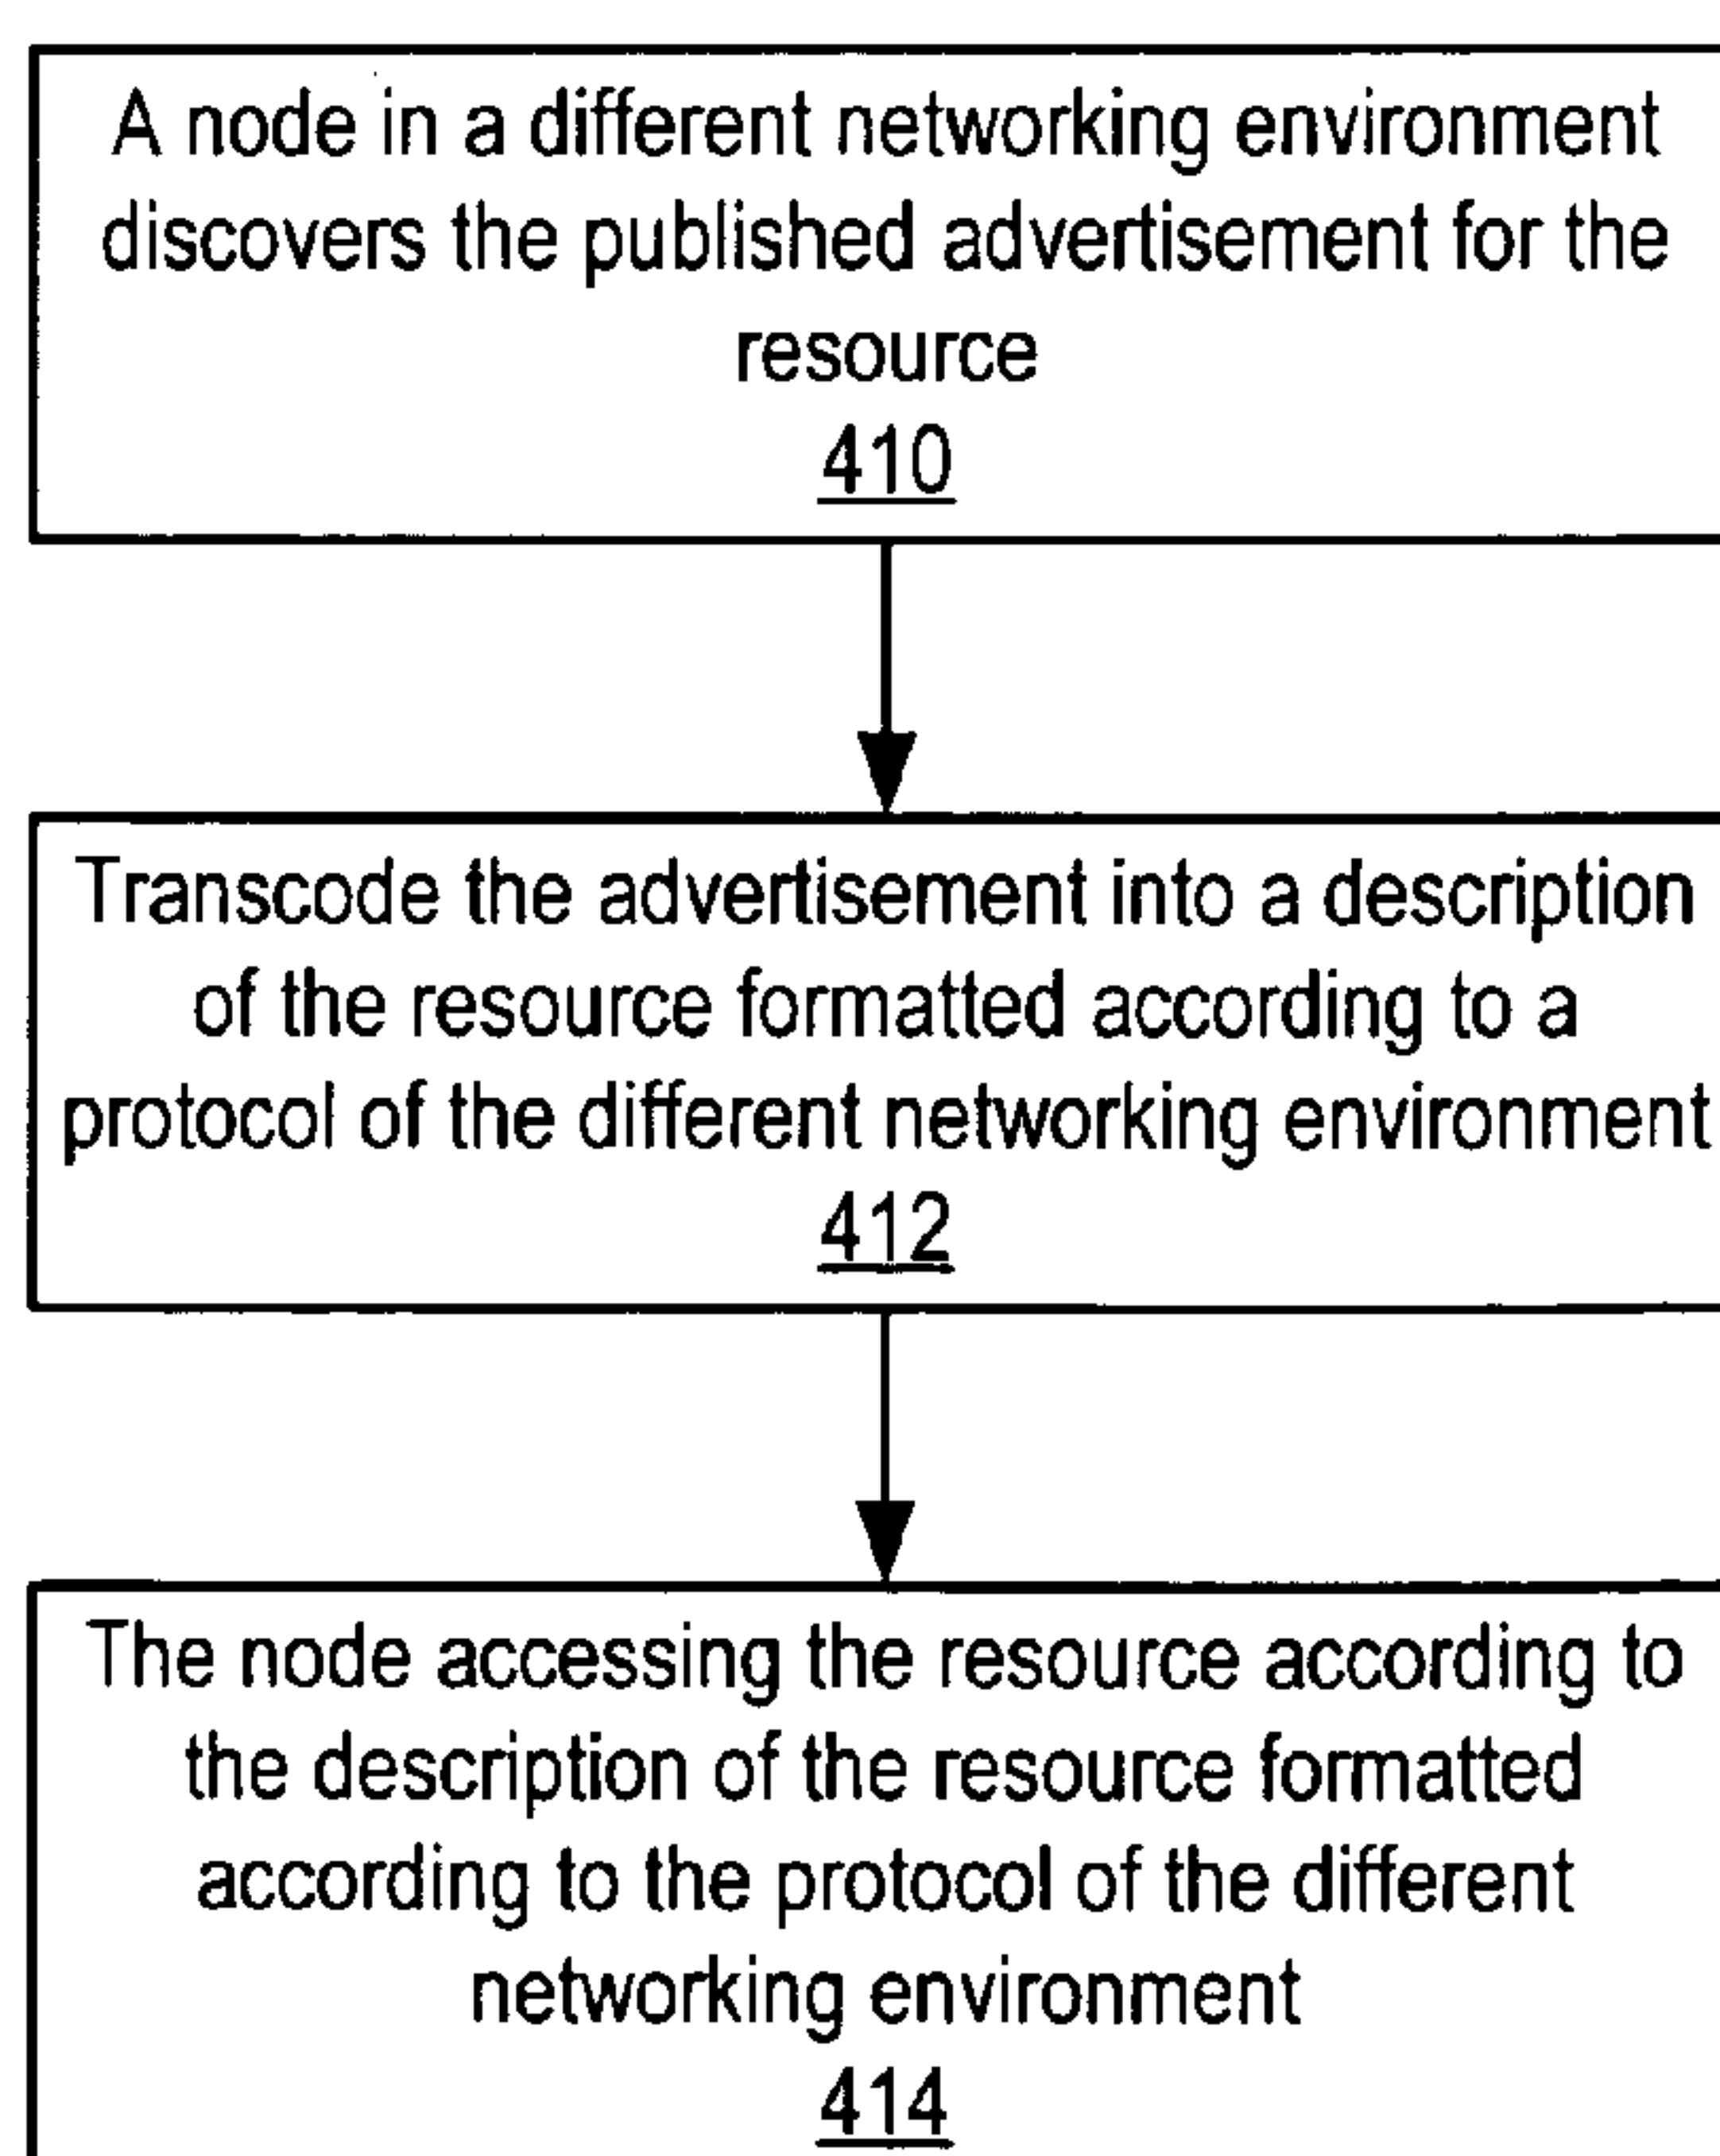 A node in a different networking environment
discovers the published advertisement for the
resource
410
Transcode the advertisement into a description
of the resource formatted according to a
protocol of the different networking environment
412
The node accessing the resource according to
the description of the resource formatted
according to the protocol of the different
networking environment
414